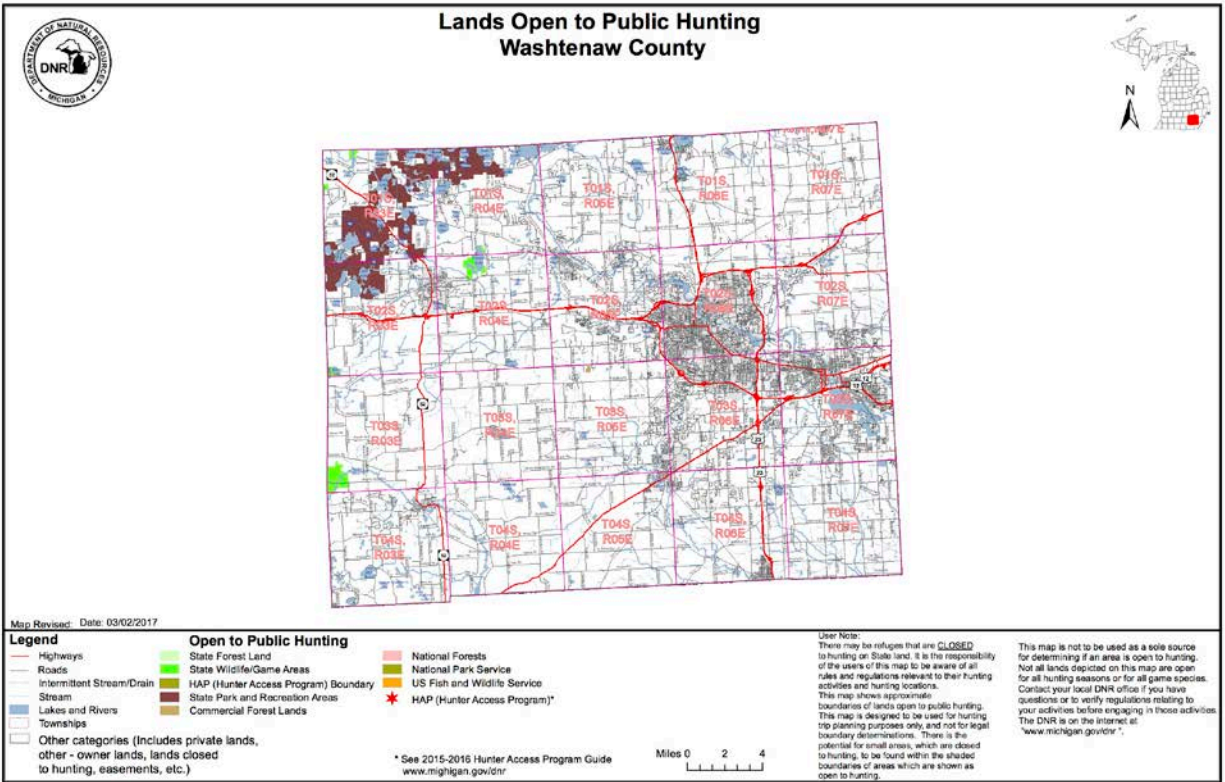 Lands Open to Public Hunting
Washtenaw County
DEPARTMENT OF NATURAL RESOURCES
DNR
MICHIGAN
N
T01S,
R03E
T01S,
R04E
T01S,
R05E
T01S,
R06E
T01S,
R07E
T02S,
R03E
T02S,
R04E
T02S,
T02S,
T02S,
R07E
T03S,
R03E
T03S,
T03S,
R05E
T03S,
R06E
T04S,
R03E
T04S,
R04E
T04S,
R05E
T04S,
R06E
T04S,
R07E
52
52
12
23
23
Map Revised: Date: 03/02/2017
Legend
Highways
Roads
Intermittent Stream/Drain
Stream
Lakes and Rivers
Townships
Other categories (Includes private lands,
other - owner lands, lands closed
to hunting, easements, etc.)
Open to Public Hunting
State Forest Land
State Wildlife/Game Areas
HAP (Hunter Access Program) Boundary
State Park and Recreation Areas
Commercial Forest Lands
National Forests
National Park Service
US Fish and Wildlife Service
HAP (Hunter Access Program)*
* See 2015-2016 Hunter Access Program Guide
www.michigan.gov/dnr
Miles 0 2 4
User Note:
There may be refuges that are CLOSED
to hunting on State land. It is the responsibility
of the users of this map to be aware of all
rules and regulations relevant to their hunting
activities and hunting locations.
This map shows approximate
boundaries of lands open to public hunting.
This map is designed to be used for hunting
trip planning purposes only, and not for legal
boundary determinations. There is the
potential for small areas, which are closed
to hunting, to be found within the shaded
boundaries of areas which are shown as
open to hunting.
This map is not to be used as a sole source
for determining if an area is open to hunting.
Not all lands depicted on this map are open
for all hunting seasons or for all game species.
Contact your local DNR office if you have
questions or to verify regulations relating to
your activities before engaging in those activities.
The DNR is on the internet at
"www.michigan.gov/dnr ".